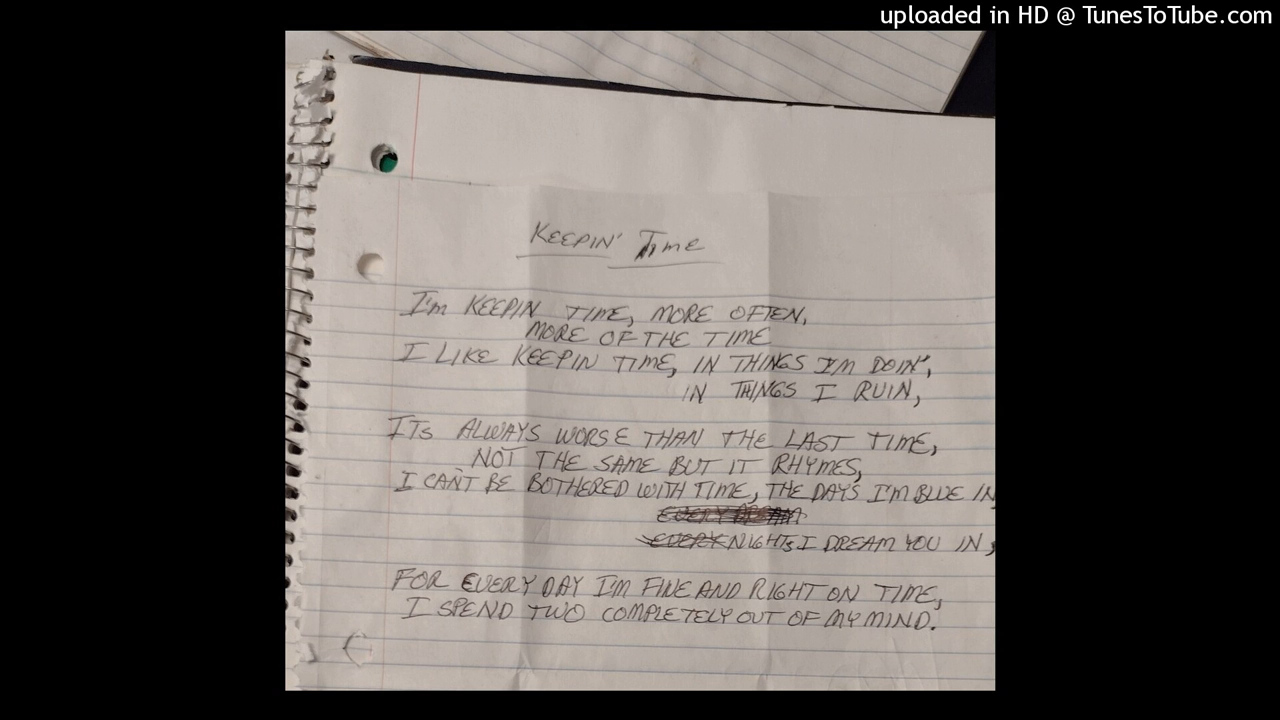 uploaded in HD @ TunesToTube.com
KEEPIN' TIME
I'M KEEPIN TIME, MORE OFTEN,
MORE OF THE TIME
I LIKE KEEPIN TIME, IN THINGS I'M DOIN',
IN THINGS I RUIN,
ITS ALWAYS WORSE THAN THE LAST TIME,
NOT THE SAME BUT IT RHYMES,
I CAN'T BE BOTHERED WITH TIME, THE DAYS I'M BLUE IN,
EVERY
EVERY NIGHTS I DREAM YOU IN,
FOR EVERY DAY I'M FINE AND RIGHT ON TIME,
I SPEND TWO COMPLETELY OUT OF MY MIND.